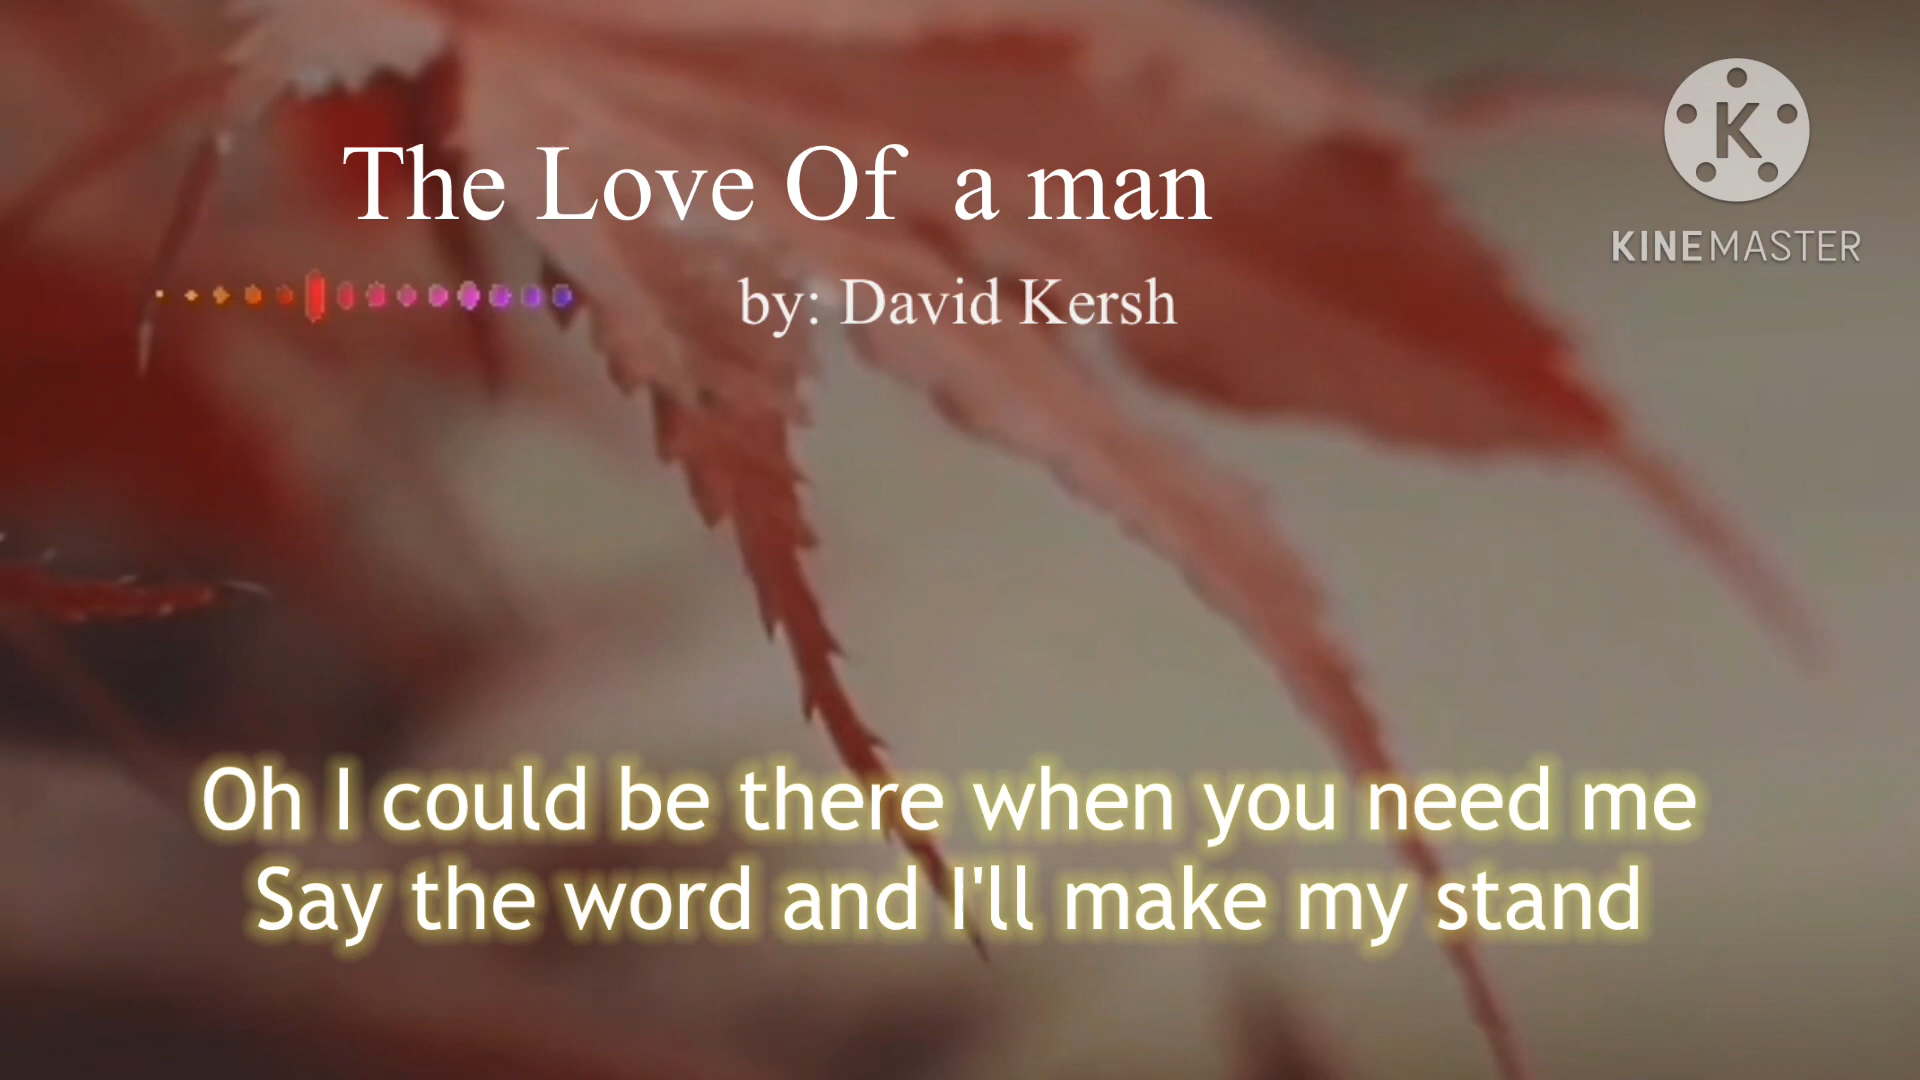 The Love Of a man
by: David Kersh
K
KINEMASTER
Oh I could be there when you need me
Say the word and I'll make my stand